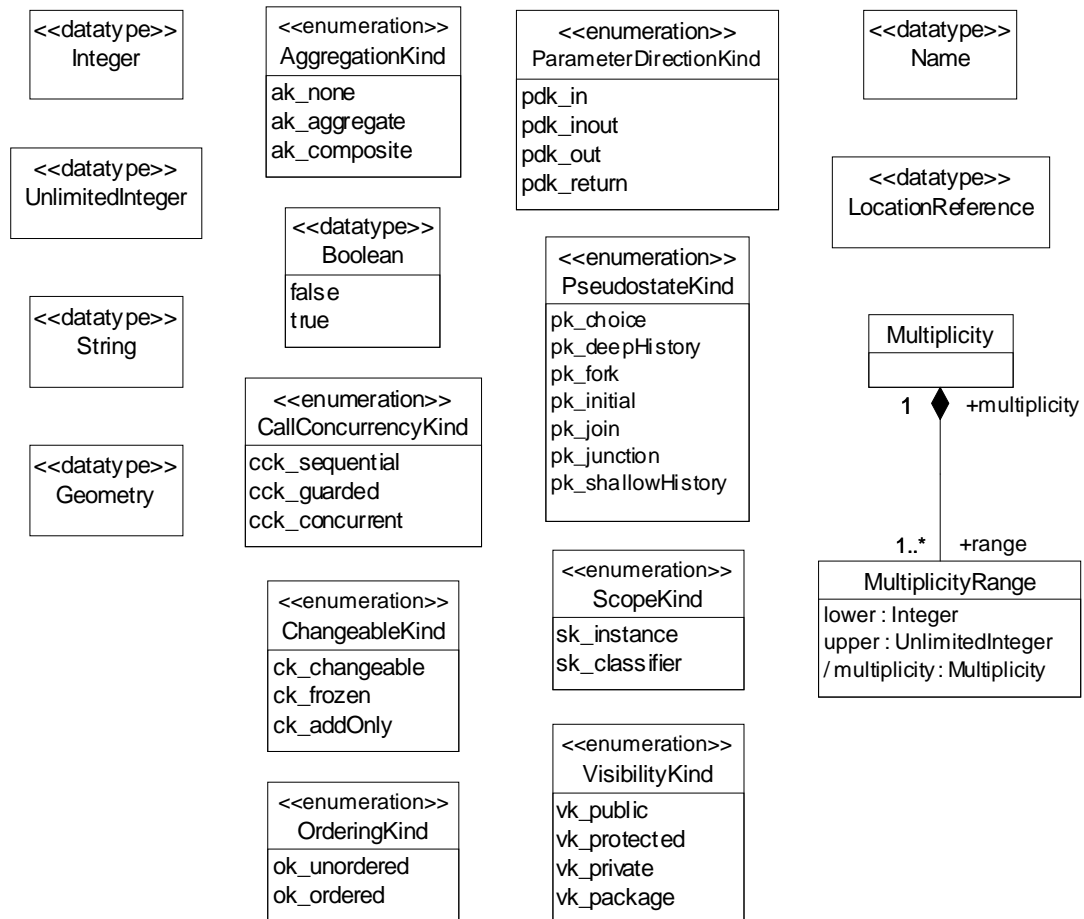 <<datatype>>
Integer
<<datatype>>
UnlimitedInteger
<<datatype>>
String
<<datatype>>
Geometry
<<enumeration>>
AggregationKind
ak_none
ak_aggregate
ak_composite
<<datatype>>
Boolean
false
true
<<enumeration>>
CallConcurrencyKind
cck_sequential
cck_guarded
cck_concurrent
<<enumeration>>
ChangeableKind
ck_changeable
ck_frozen
ck_addOnly
<<enumeration>>
OrderingKind
ok_unordered
ok_ordered
<<enumeration>>
ParameterDirectionKind
pdk_in
pdk_inout
pdk_out
pdk_return
<<enumeration>>
PseudostateKind
pk_choice
pk_deepHistory
pk_fork
pk_initial
pk_join
pk_junction
pk_shallowHistory
<<enumeration>>
ScopeKind
sk_instance
sk_classifier
<<enumeration>>
VisibilityKind
vk_public
vk_protected
vk_private
vk_package
<<datatype>>
Name
<<datatype>>
LocationReference
Multiplicity
1 +multiplicity
1..* +range
MultiplicityRange
lower : Integer
upper : UnlimitedInteger
/ multiplicity : Multiplicity